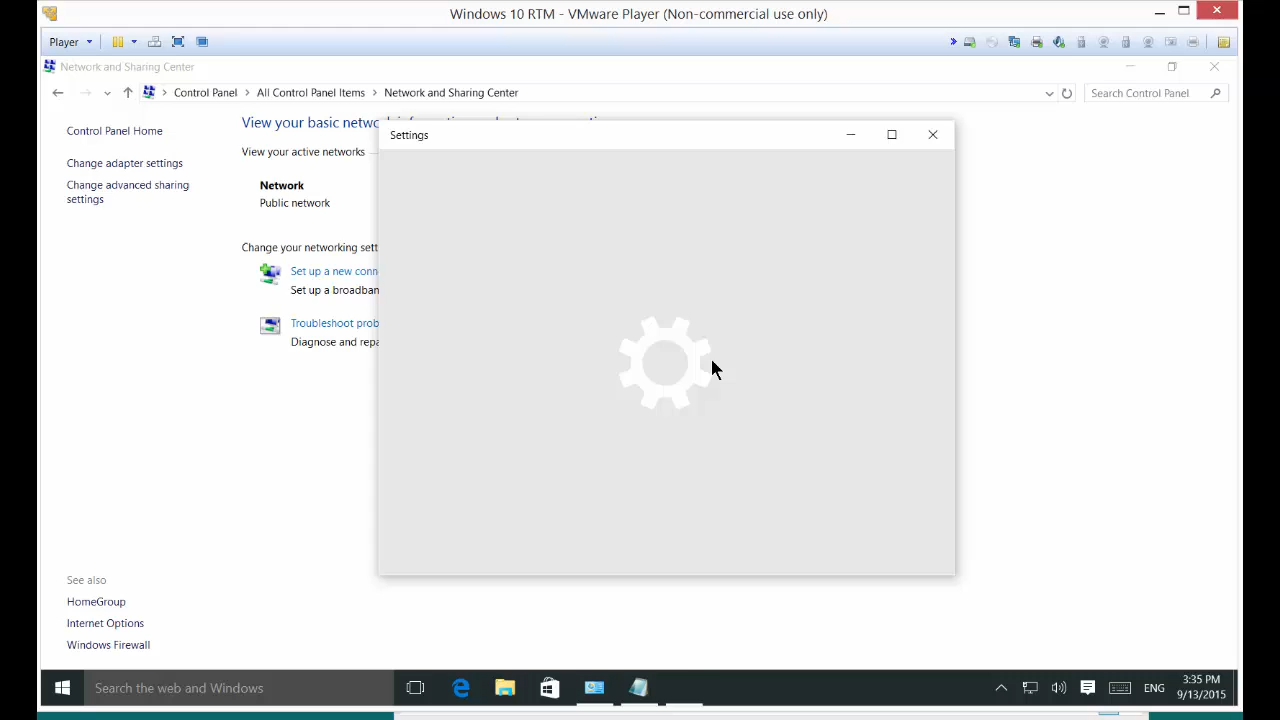 Windows 10 RTM - VMware Player (Non-commercial use only)
Player
Network and Sharing Center
Control Panel
All Control Panel Items
Network and Sharing Center
Search Control Panel
Control Panel Home
Change adapter settings
Change advanced sharing
settings
View your basic netw
View your active networks
Network
Public network
Change your networking sett
Set up a new conn
Set up a broadban
Troubleshoot prob
Diagnose and repa
Settings
See also
HomeGroup
Internet Options
Windows Firewall
Search the web and Windows
ENG
3:35 PM
9/13/2015